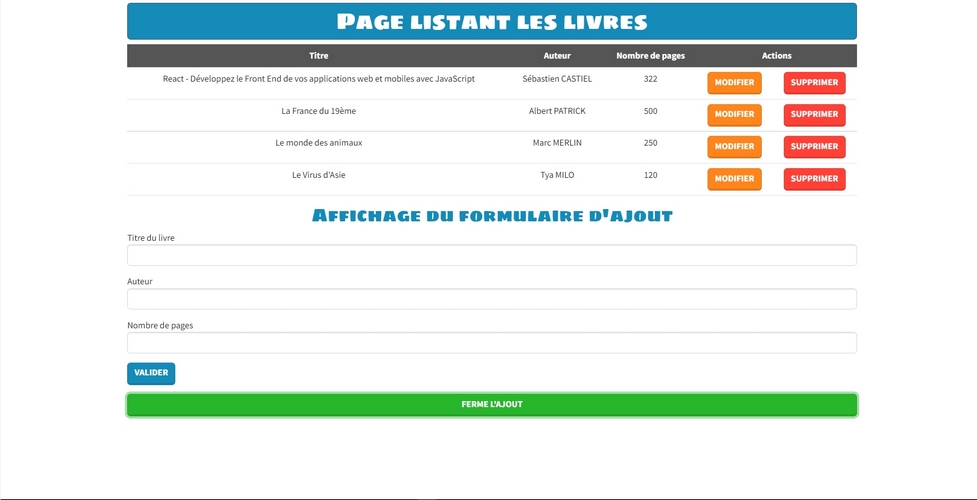 Page listant les livres
Titre Auteur Nombre de pages Actions
React - Développez le Front End de vos applications web et mobiles avec JavaScript Sébastien CASTIEL 322 MODIFIER SUPPRIMER
La France du 19ème Albert PATRICK 500 MODIFIER SUPPRIMER
Le monde des animaux Marc MERLIN 250 MODIFIER SUPPRIMER
Le Virus d'Asie Tya MILO 120 MODIFIER SUPPRIMER
Affichage du formulaire d'ajout
Titre du livre
Auteur
Nombre de pages
VALIDER
FERME L'AJOUT